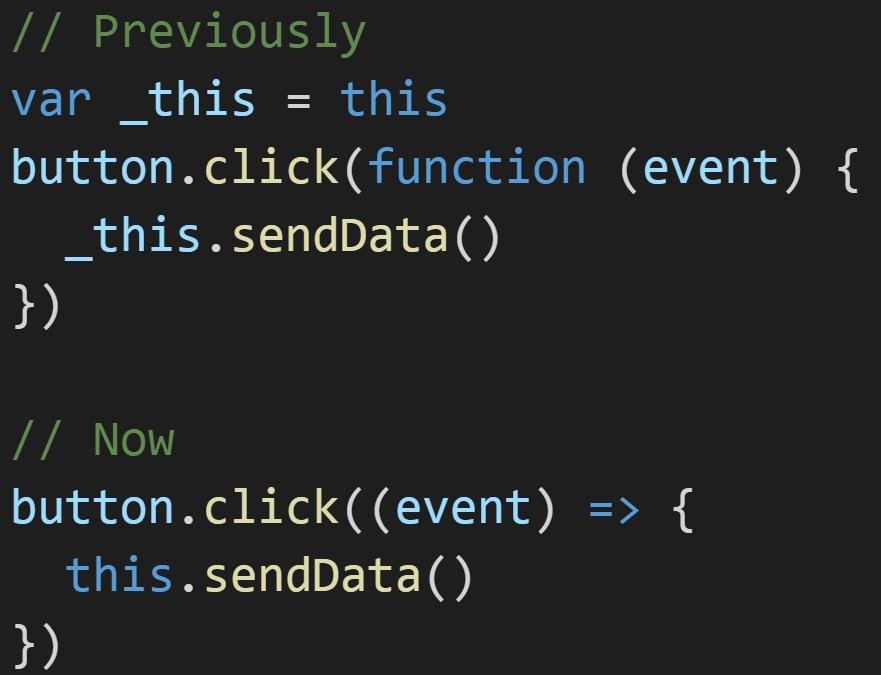 // Previously
var _this = this
button.click(function (event) {
  _this.sendData()
})

// Now
button.click((event) => {
  this.sendData()
})